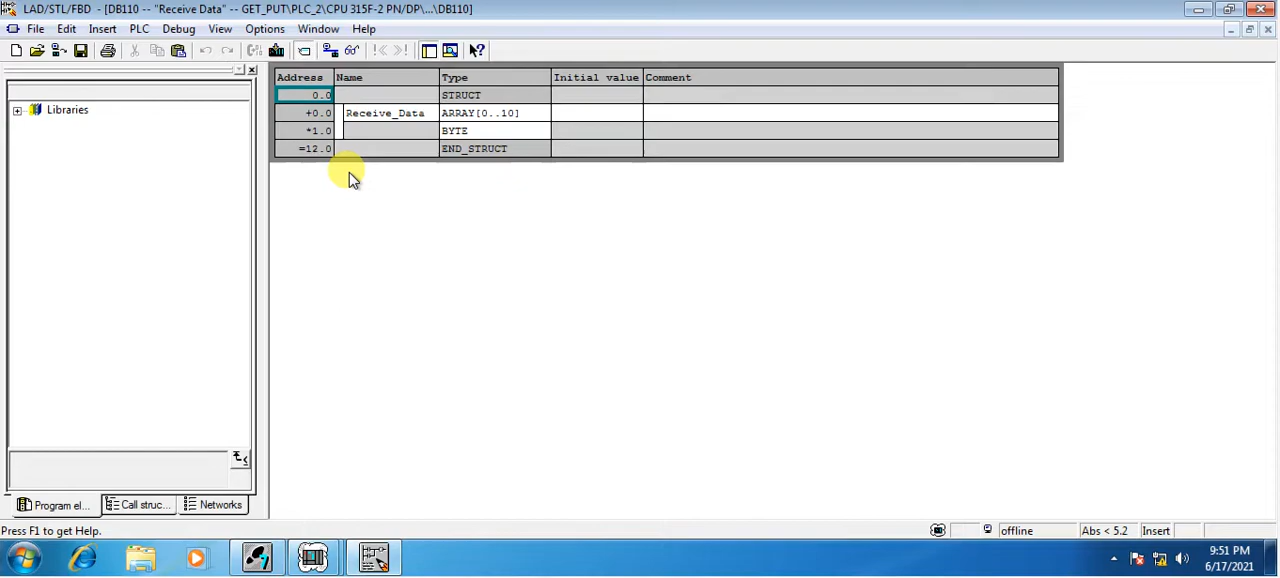 LAD/STL/FBD - [DB110 -- "Receive Data" -- GET_PUT\PLC_2\CPU 315F-2 PN/DP\...\DB110]
File Edit Insert PLC Debug View Options Window Help
Address Name Type Initial value Comment
0.0 STRUCT
+0.0 Receive_Data ARRAY[0..10]
*1.0 BYTE
=12.0 END_STRUCT
Libraries
Program el... Call struc... Networks
Press F1 to get Help. offline Abs < 5.2 Insert
9:51 PM
6/17/2021